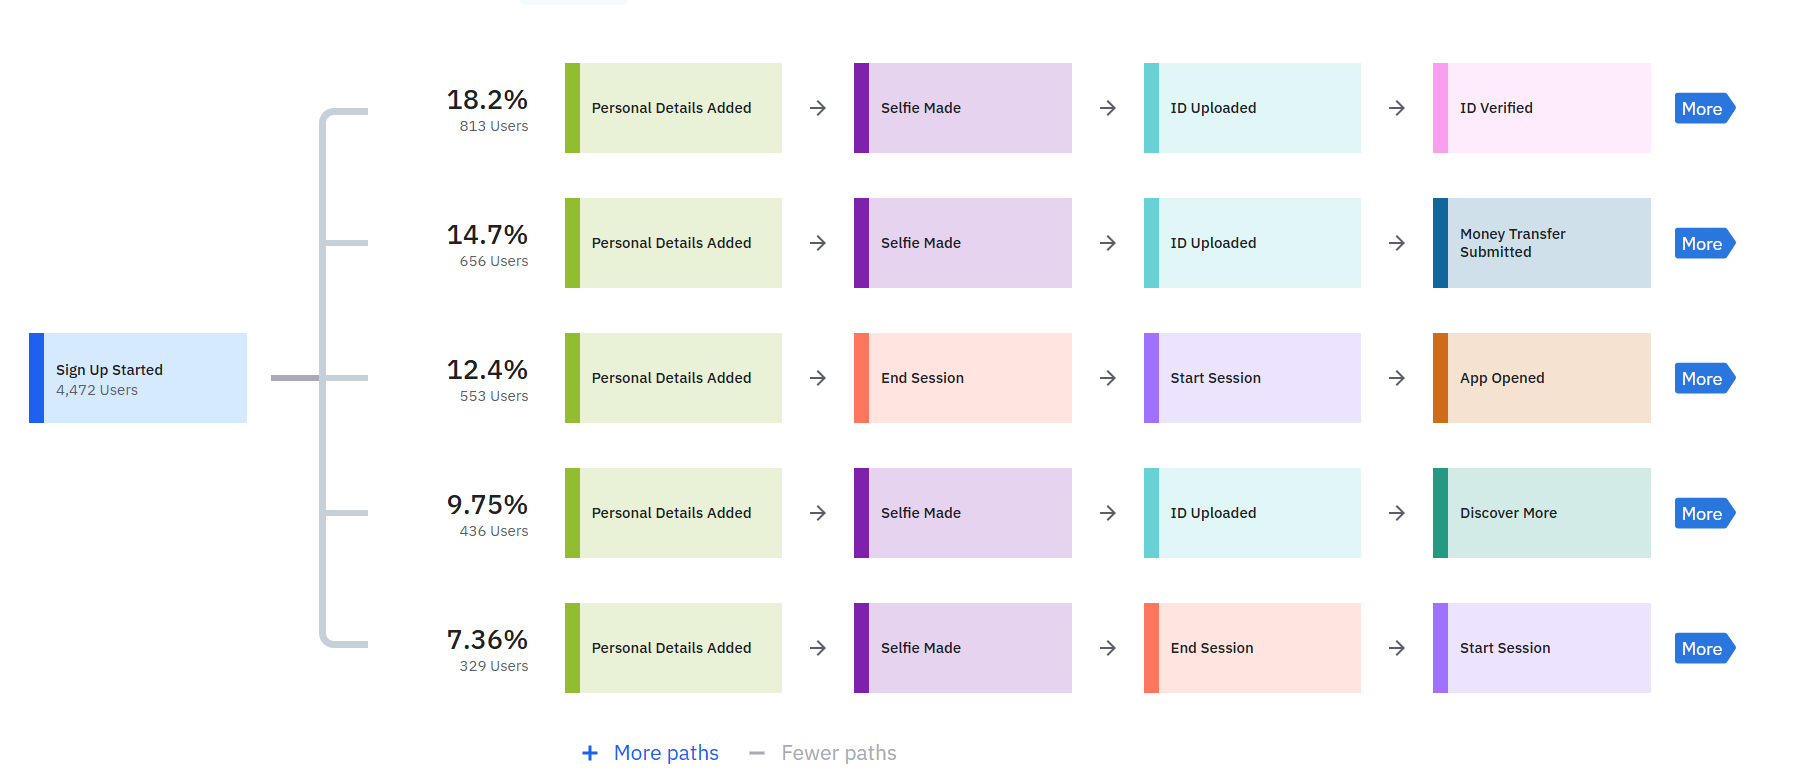 18.2%
813 Users
Personal Details Added
Selfie Made
ID Uploaded
ID Verified
More
14.7%
656 Users
Personal Details Added
Selfie Made
ID Uploaded
Money Transfer
Submitted
More
Sign Up Started
4,472 Users
12.4%
553 Users
Personal Details Added
End Session
Start Session
App Opened
More
9.75%
436 Users
Personal Details Added
Selfie Made
ID Uploaded
Discover More
More
7.36%
329 Users
Personal Details Added
Selfie Made
End Session
Start Session
More
+ More paths
− Fewer paths